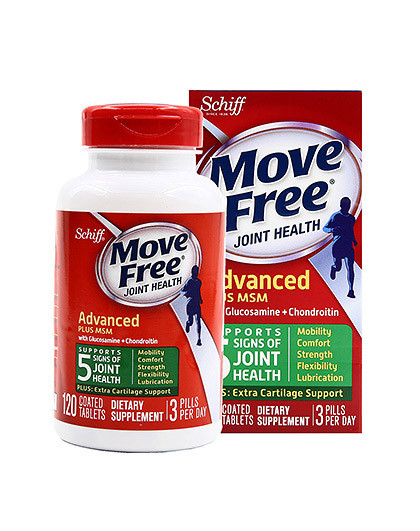 Schiff
SINCE 1936
Move
Free®
JOINT HEALTH
Advanced
PLUS MSM
Glucosamine + Chondroitin
SUPPORTS
5 SIGNS OF
JOINT
HEALTH
Mobility
Comfort
Strength
Flexibility
Lubrication
PLUS: Extra Cartilage Support
COATED
TABLETS
DIETARY
SUPPLEMENT
3 PILLS
PER DAY
Schiff
Move
Free®
JOINT HEALTH
Advanced
PLUS MSM
with Glucosamine + Chondroitin
SUPPORTS
5 SIGNS OF
JOINT
HEALTH
Mobility
Comfort
Strength
Flexibility
Lubrication
PLUS: Extra Cartilage Support
120 COATED
TABLETS
DIETARY
SUPPLEMENT
3 PILLS
PER DAY